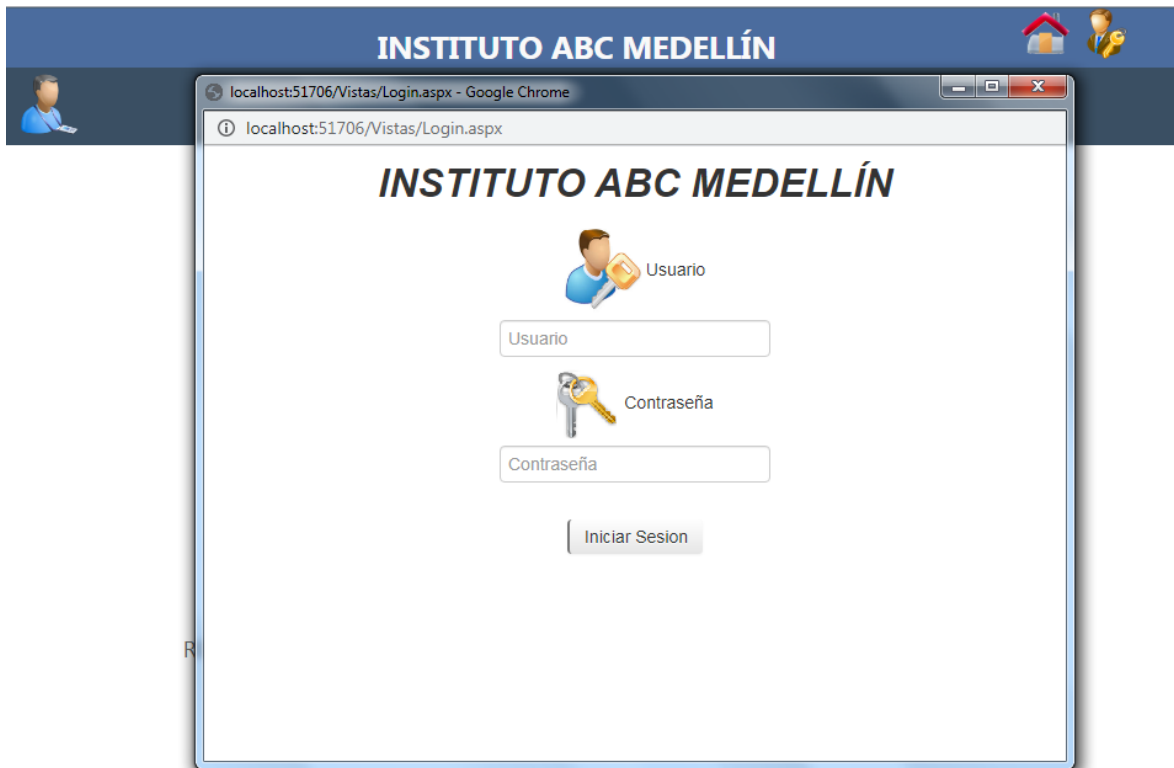 INSTITUTO ABC MEDELLÍN
localhost:51706/Vistas/Login.aspx - Google Chrome
localhost:51706/Vistas/Login.aspx
INSTITUTO ABC MEDELLÍN
Usuario
Usuario
Contraseña
Contraseña
Iniciar Sesion
R